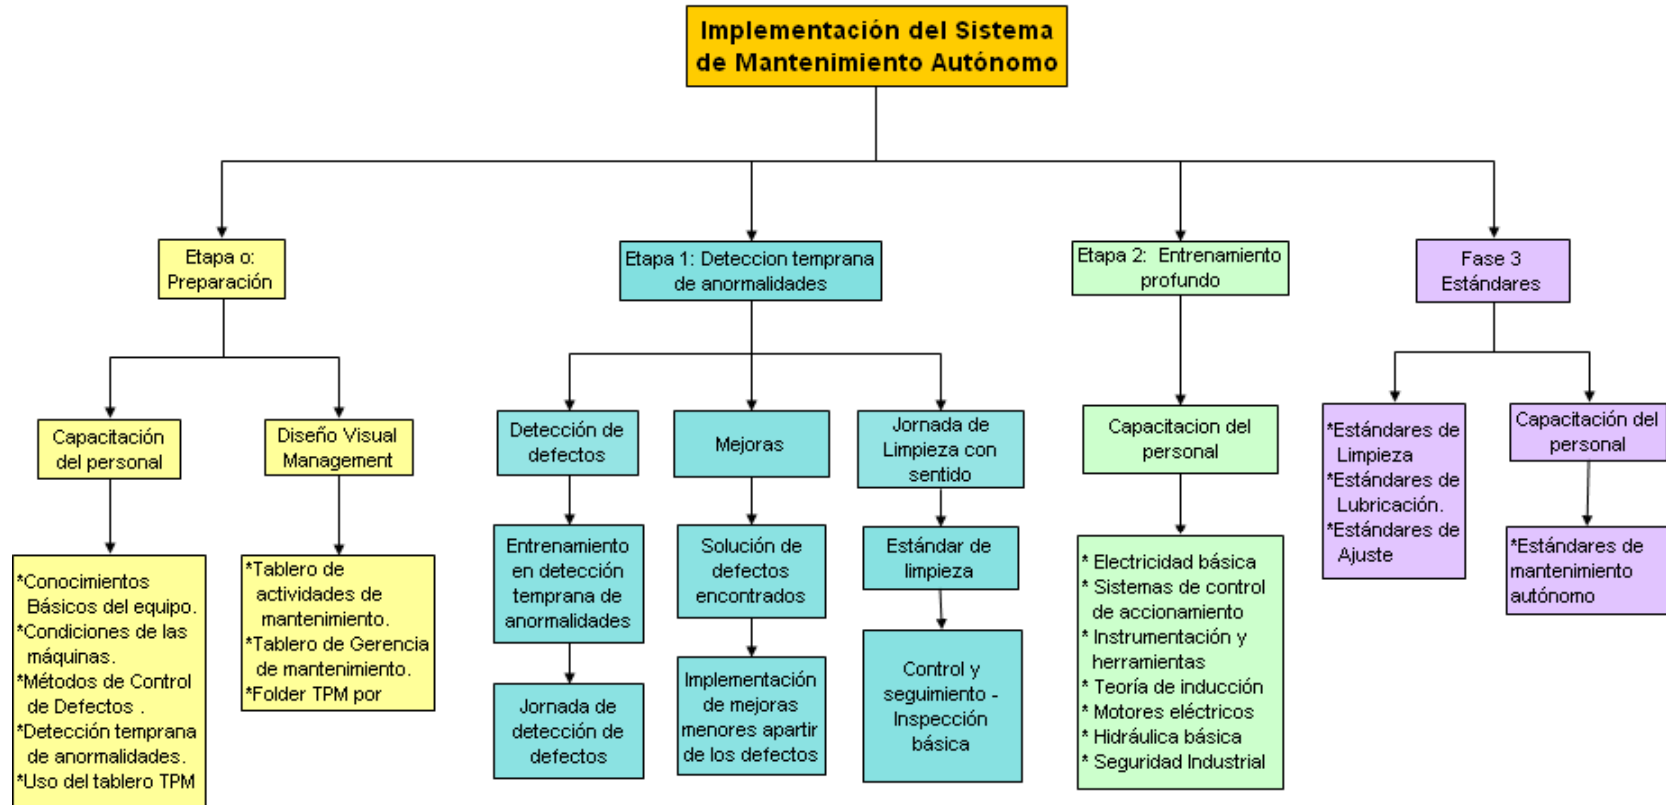 Implementación del Sistema
de Mantenimiento Autónomo
Etapa o:
Preparación
Capacitación
del personal
*Conocimientos
Básicos del equipo.
*Condiciones de las
máquinas.
*Métodos de Control
de Defectos .
*Detección temprana
de anormalidades.
*Uso del tablero TPM
Diseño Visual
Management
*Tablero de
actividades de
mantenimiento.
*Tablero de Gerencia
de mantenimiento.
*Folder TPM por
Etapa 1: Deteccion temprana
de anormalidades
Detección de
defectos
Entrenamiento
en detección
temprana de
anormalidades
Jornada de
detección de
defectos
Mejoras
Solución de
defectos
encontrados
Implementación
de mejoras
menores apartir
de los defectos
Jornada de
Limpieza con
sentido
Estándar de
limpieza
Control y
seguimiento -
Inspección
básica
Etapa 2: Entrenamiento
profundo
Capacitacion del
personal
* Electricidad básica
* Sistemas de control
de accionamiento
* Instrumentación y
herramientas
* Teoría de inducción
* Motores eléctricos
* Hidráulica básica
* Seguridad Industrial
Fase 3
Estándares
*Estándares de
Limpieza
*Estándares de
Lubricación.
*Estándares de
Ajuste
Capacitación del
personal
*Estándares de
mantenimiento
autónomo